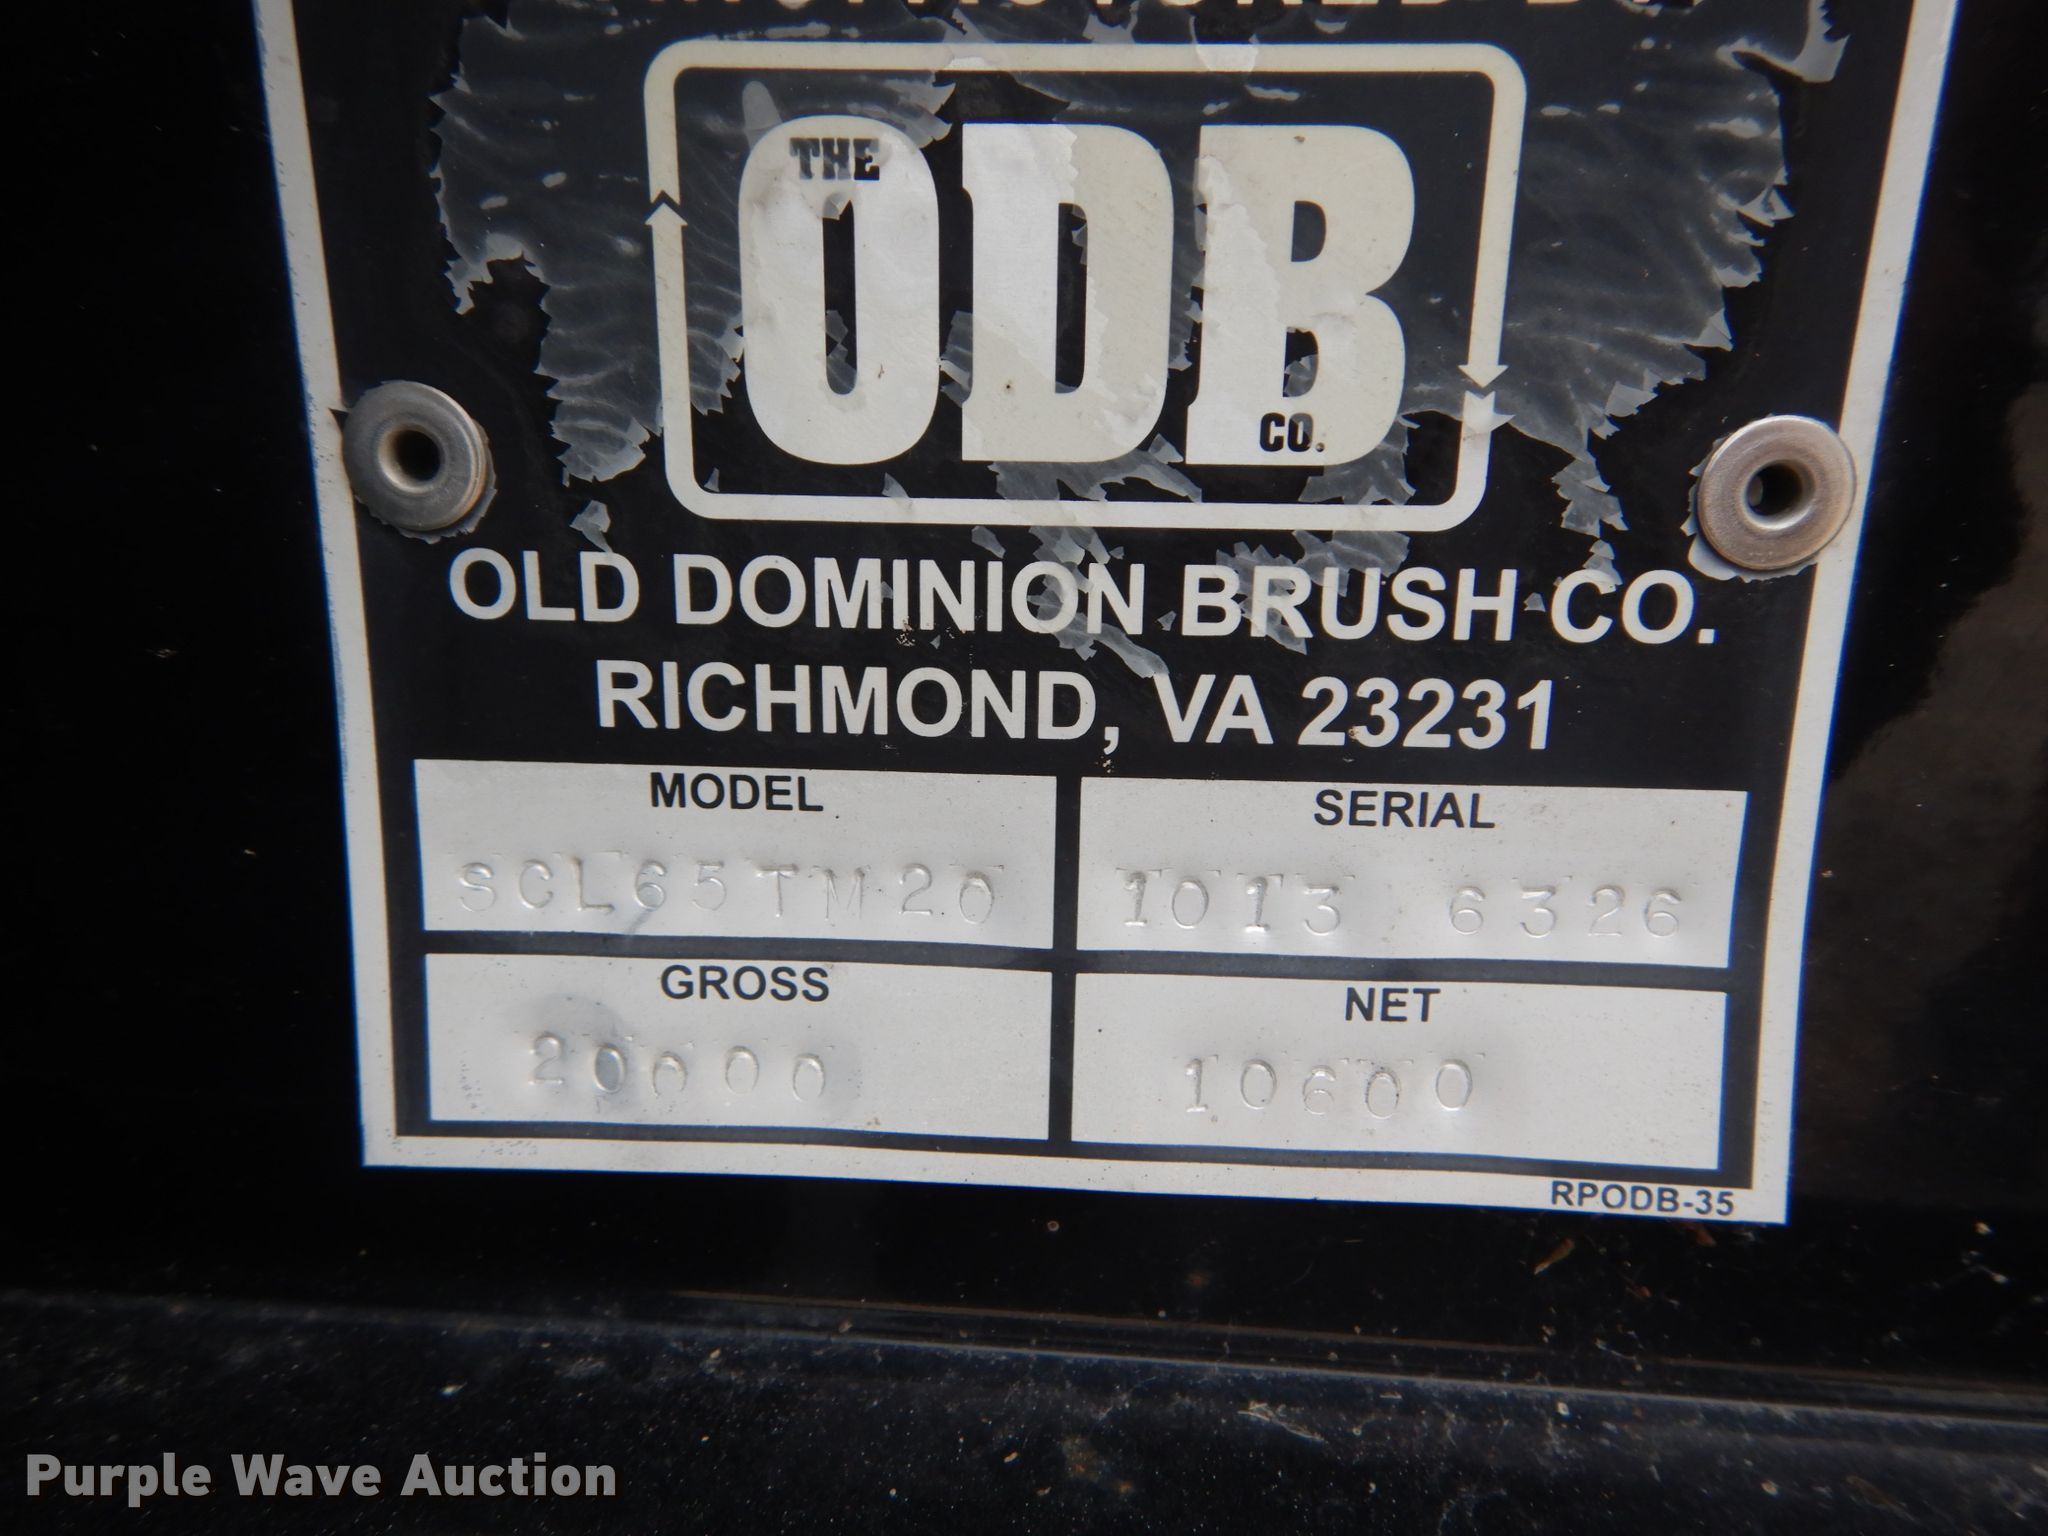 THE
ODB
CO.
OLD DOMINION BRUSH CO.
RICHMOND, VA 23231
MODEL
SCL65TM20
SERIAL
1013 6326
GROSS
20000
NET
10600
RPODB-35
Purple Wave Auction